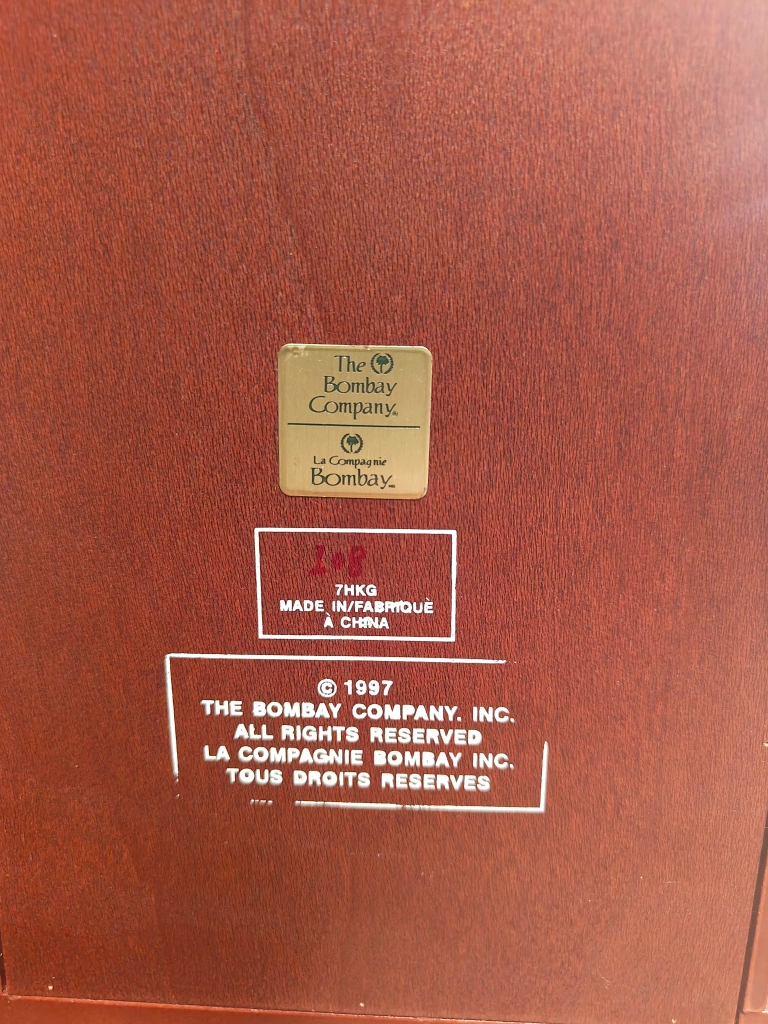 The
Bombay
Company
La Compagnie
Bombay
108
7HKG
MADE IN/FABRIQUÈ
À CHINA
© 1997
THE BOMBAY COMPANY. INC.
ALL RIGHTS RESERVED
LA COMPAGNIE BOMBAY INC.
TOUS DROITS RESERVES